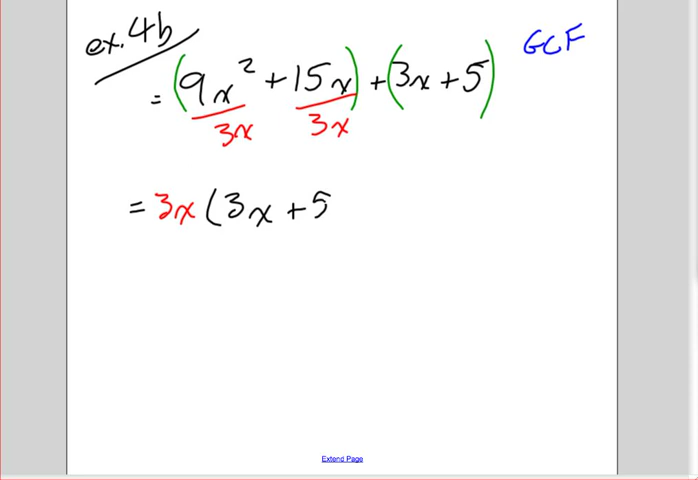 ex. 4b
GCF
= (9x² + 15x) + (3x + 5)
3x 3x
= 3x (3x + 5
Extend Page